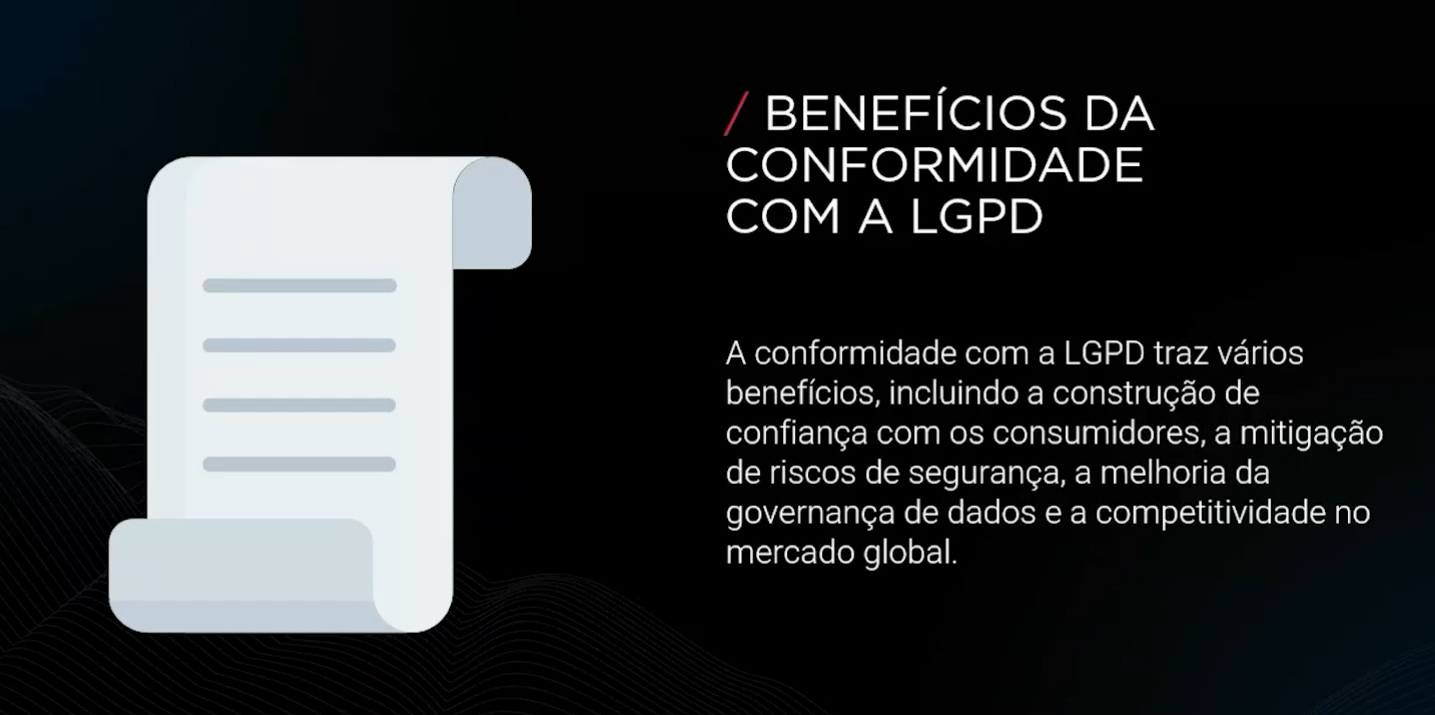 / BENEFÍCIOS DA
CONFORMIDADE
COM A LGPD
A conformidade com a LGPD traz vários
benefícios, incluindo a construção de
confiança com os consumidores, a mitigação
de riscos de segurança, a melhoria da
governança de dados e a competitividade no
mercado global.